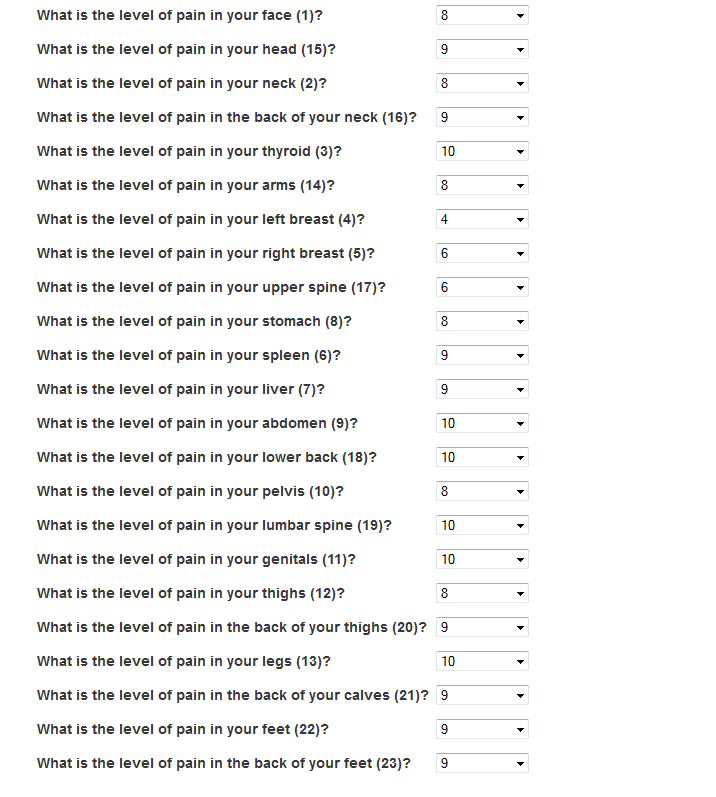 What is the level of pain in your face (1)? 8
What is the level of pain in your head (15)? 9
What is the level of pain in your neck (2)? 8
What is the level of pain in the back of your neck (16)? 9
What is the level of pain in your thyroid (3)? 10
What is the level of pain in your arms (14)? 8
What is the level of pain in your left breast (4)? 4
What is the level of pain in your right breast (5)? 6
What is the level of pain in your upper spine (17)? 6
What is the level of pain in your stomach (8)? 8
What is the level of pain in your spleen (6)? 9
What is the level of pain in your liver (7)? 9
What is the level of pain in your abdomen (9)? 10
What is the level of pain in your lower back (18)? 10
What is the level of pain in your pelvis (10)? 8
What is the level of pain in your lumbar spine (19)? 10
What is the level of pain in your genitals (11)? 10
What is the level of pain in your thighs (12)? 8
What is the level of pain in the back of your thighs (20)? 9
What is the level of pain in your legs (13)? 10
What is the level of pain in the back of your calves (21)? 9
What is the level of pain in your feet (22)? 9
What is the level of pain in the back of your feet (23)? 9